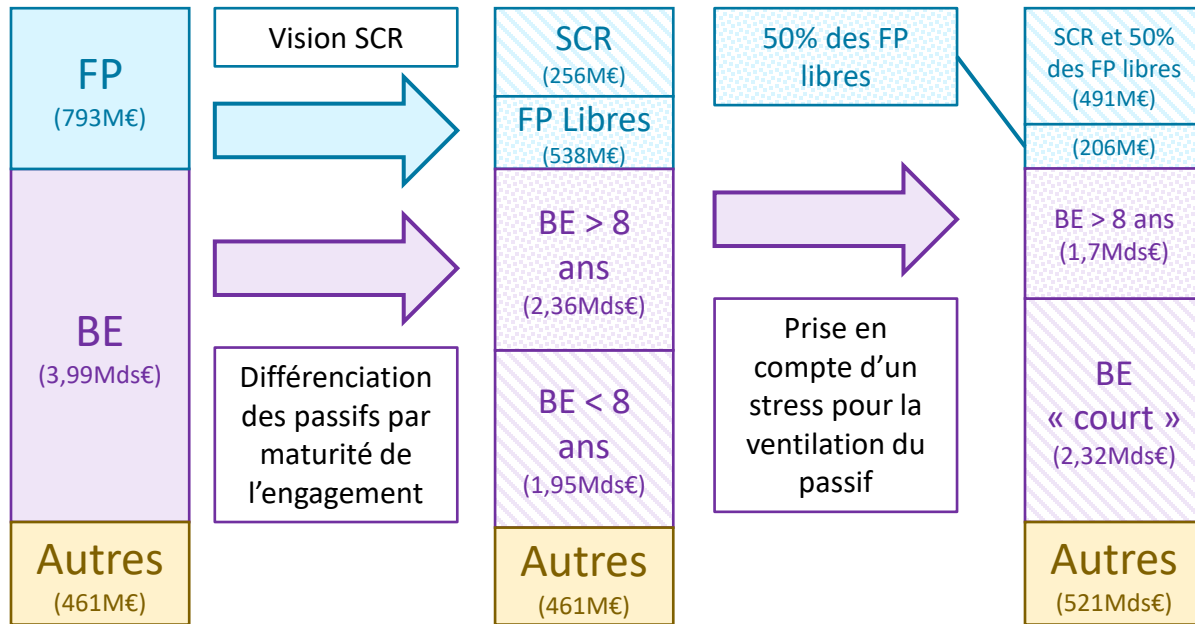 FP
(793M€)
BE
(3,99Mds€)
Autres
(461M€)
Vision SCR
Différenciation
des passifs par
maturité de
l'engagement
SCR
(256M€)
FP Libres
(538M€)
BE > 8
ans
(2,36Mds€)
BE < 8
ans
(1,95Mds€)
Autres
(461M€)
50% des FP
libres
Prise en
compte d'un
stress pour la
ventilation du
passif
SCR et 50%
des FP libres
(491M€)
(206M€)
BE > 8 ans
(1,7Mds€)
BE
« court »
(2,32Mds€)
Autres
(521Mds€)